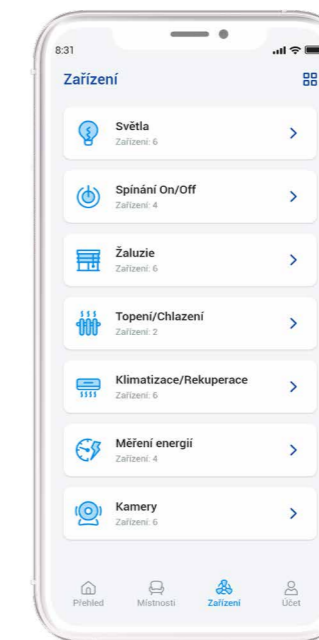 8:31
Zařízení
Světla
Zařízení: 6
Spínání On/Off
Zařízení: 4
Žaluzie
Zařízení: 6
Topení/Chlazení
Zařízení: 2
Klimatizace/Rekuperace
Zařízení: 6
Měření energií
Zařízení: 4
Kamery
Zařízení: 6
Přehled Místnosti Zařízení Účet